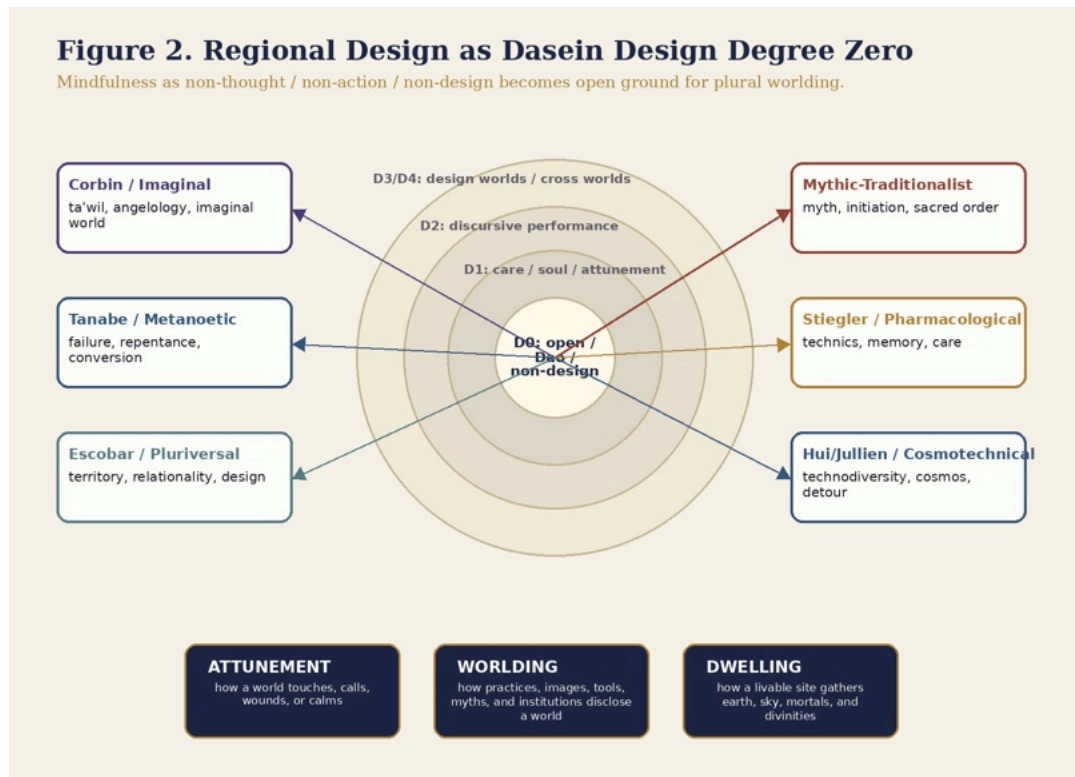 Figure 2. Regional Design as Dasein Design Degree Zero
Mindfulness as non-thought / non-action / non-design becomes open ground for plural worlding.
Corbin / Imaginal
ta'wil, angelology, imaginal
world
Tanabe / Metanoetic
failure, repentance,
conversion
Escobar / Pluriversal
territory, relationality, design
D3/D4: design worlds / cross worlds
D2: discursive performance
D1: care / soul / attunement
D0: open /
Dao /
non-design
Mythic-Traditionalist
myth, initiation, sacred order
Stiegler / Pharmacological
technics, memory, care
Hui/Jullien / Cosmotechnical
technodiversity, cosmos,
detour
ATTUNEMENT
how a world touches, calls,
wounds, or calms
WORLDING
how practices, images, tools,
myths, and institutions disclose
a world
DWELLING
how a livable site gathers
earth, sky, mortals, and
divinities